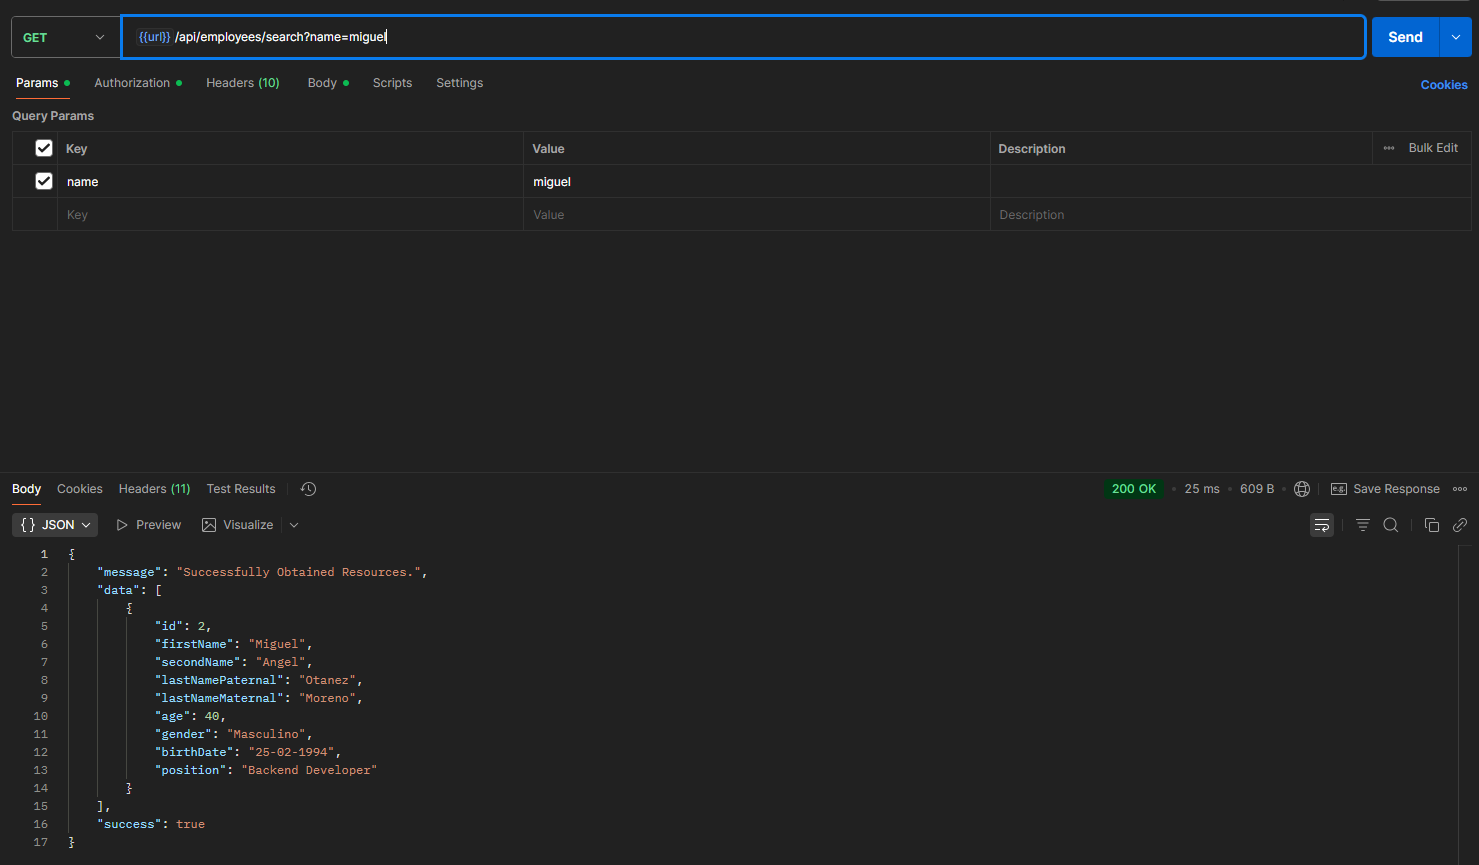 GET {{url}} /api/employees/search?name=miguel Send
Params Authorization Headers (10) Body Scripts Settings Cookies
Query Params
Key Value Description Bulk Edit
name miguel
Key Value Description
Body Cookies Headers (11) Test Results 200 OK 25 ms 609 B e.g. Save Response
{} JSON Preview Visualize
1 {
2 "message": "Successfully Obtained Resources.",
3 "data": [
4 {
5 "id": 2,
6 "firstName": "Miguel",
7 "secondName": "Angel",
8 "lastNamePaternal": "Otanez",
9 "lastNameMaternal": "Moreno",
10 "age": 40,
11 "gender": "Masculino",
12 "birthDate": "25-02-1994",
13 "position": "Backend Developer"
14 }
15 ],
16 "success": true
17 }